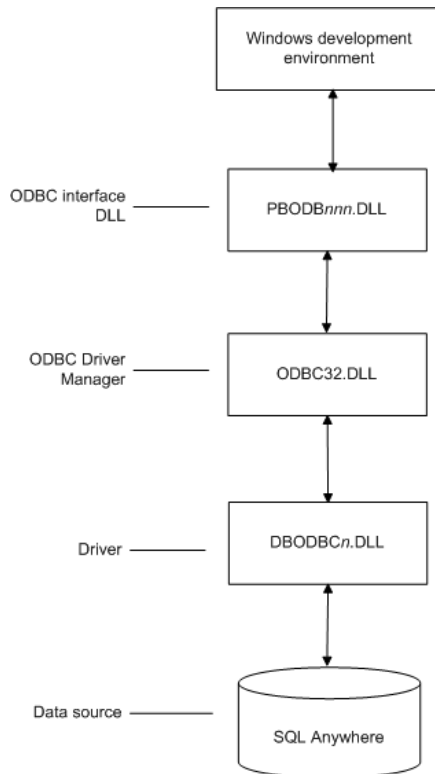 Windows development
environment
ODBC interface
DLL
PBODBnnn.DLL
ODBC Driver
Manager
ODBC32.DLL
Driver
DBODBCn.DLL
Data source
SQL Anywhere